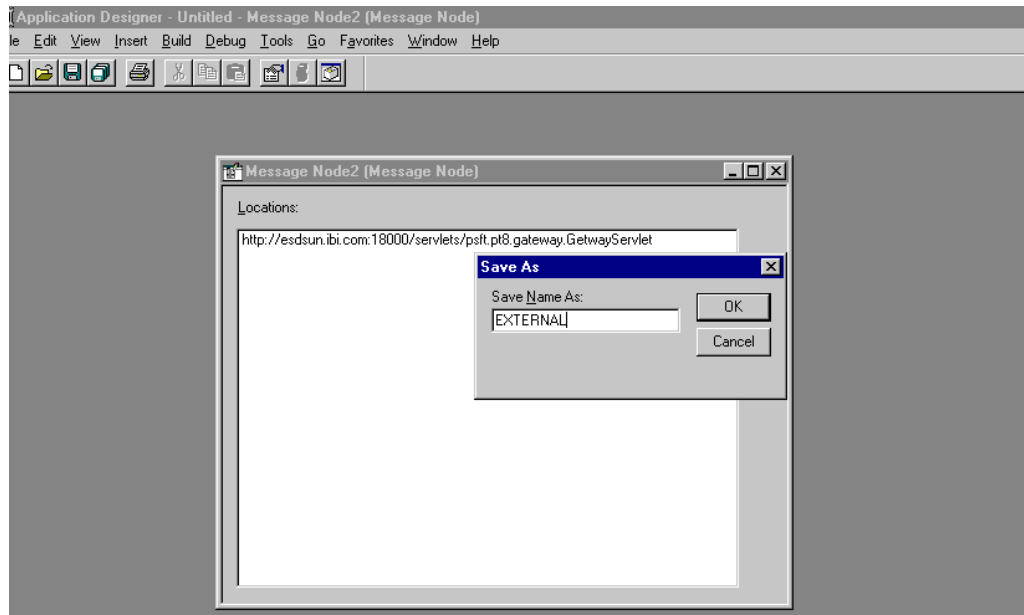 Application Designer - Untitled - Message Node2 (Message Node)
le Edit View Insert Build Debug Tools Go Favorites Window Help
Message Node2 (Message Node)
Locations:
http://esdsun.ibi.com:18000/servlets/psft.pt8.gateway.GetwayServlet
Save As
Save Name As:
OK
EXTERNAL
Cancel